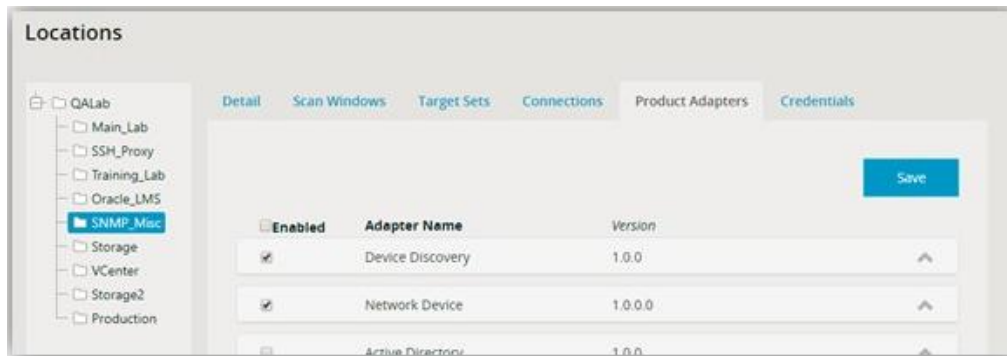 Locations
QALab
Main_Lab
SSH_Proxy
Training_Lab
Oracle_LMS
SNMP_Misc
Storage
VCenter
Storage2
Production
Detail Scan Windows Target Sets Connections Product Adapters Credentials
Save
Enabled Adapter Name Version
Device Discovery 1.0.0
Network Device 1.0.0.0
Active Directory 1.0.0